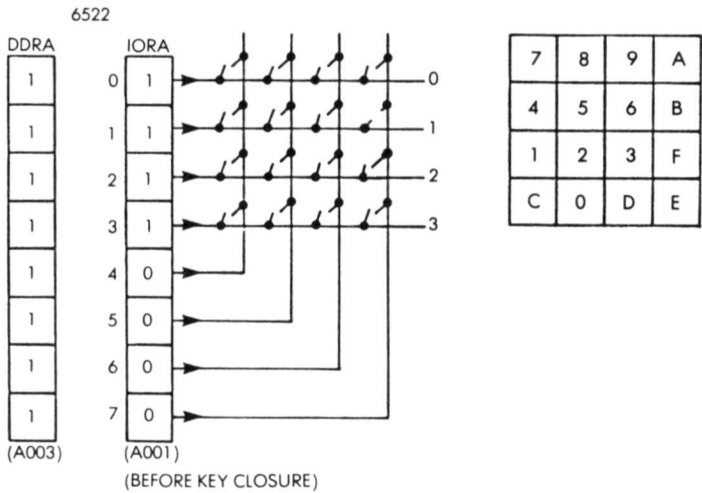 6522
DDRA IORA
1 0 1 0 7 8 9 A
1 1 1 1 4 5 6 B
1 2 1 2 1 2 3 F
1 3 1 3 C 0 D E
1 4 0
1 5 0
1 6 0
1 7 0
(A003) (A001)
(BEFORE KEY CLOSURE)